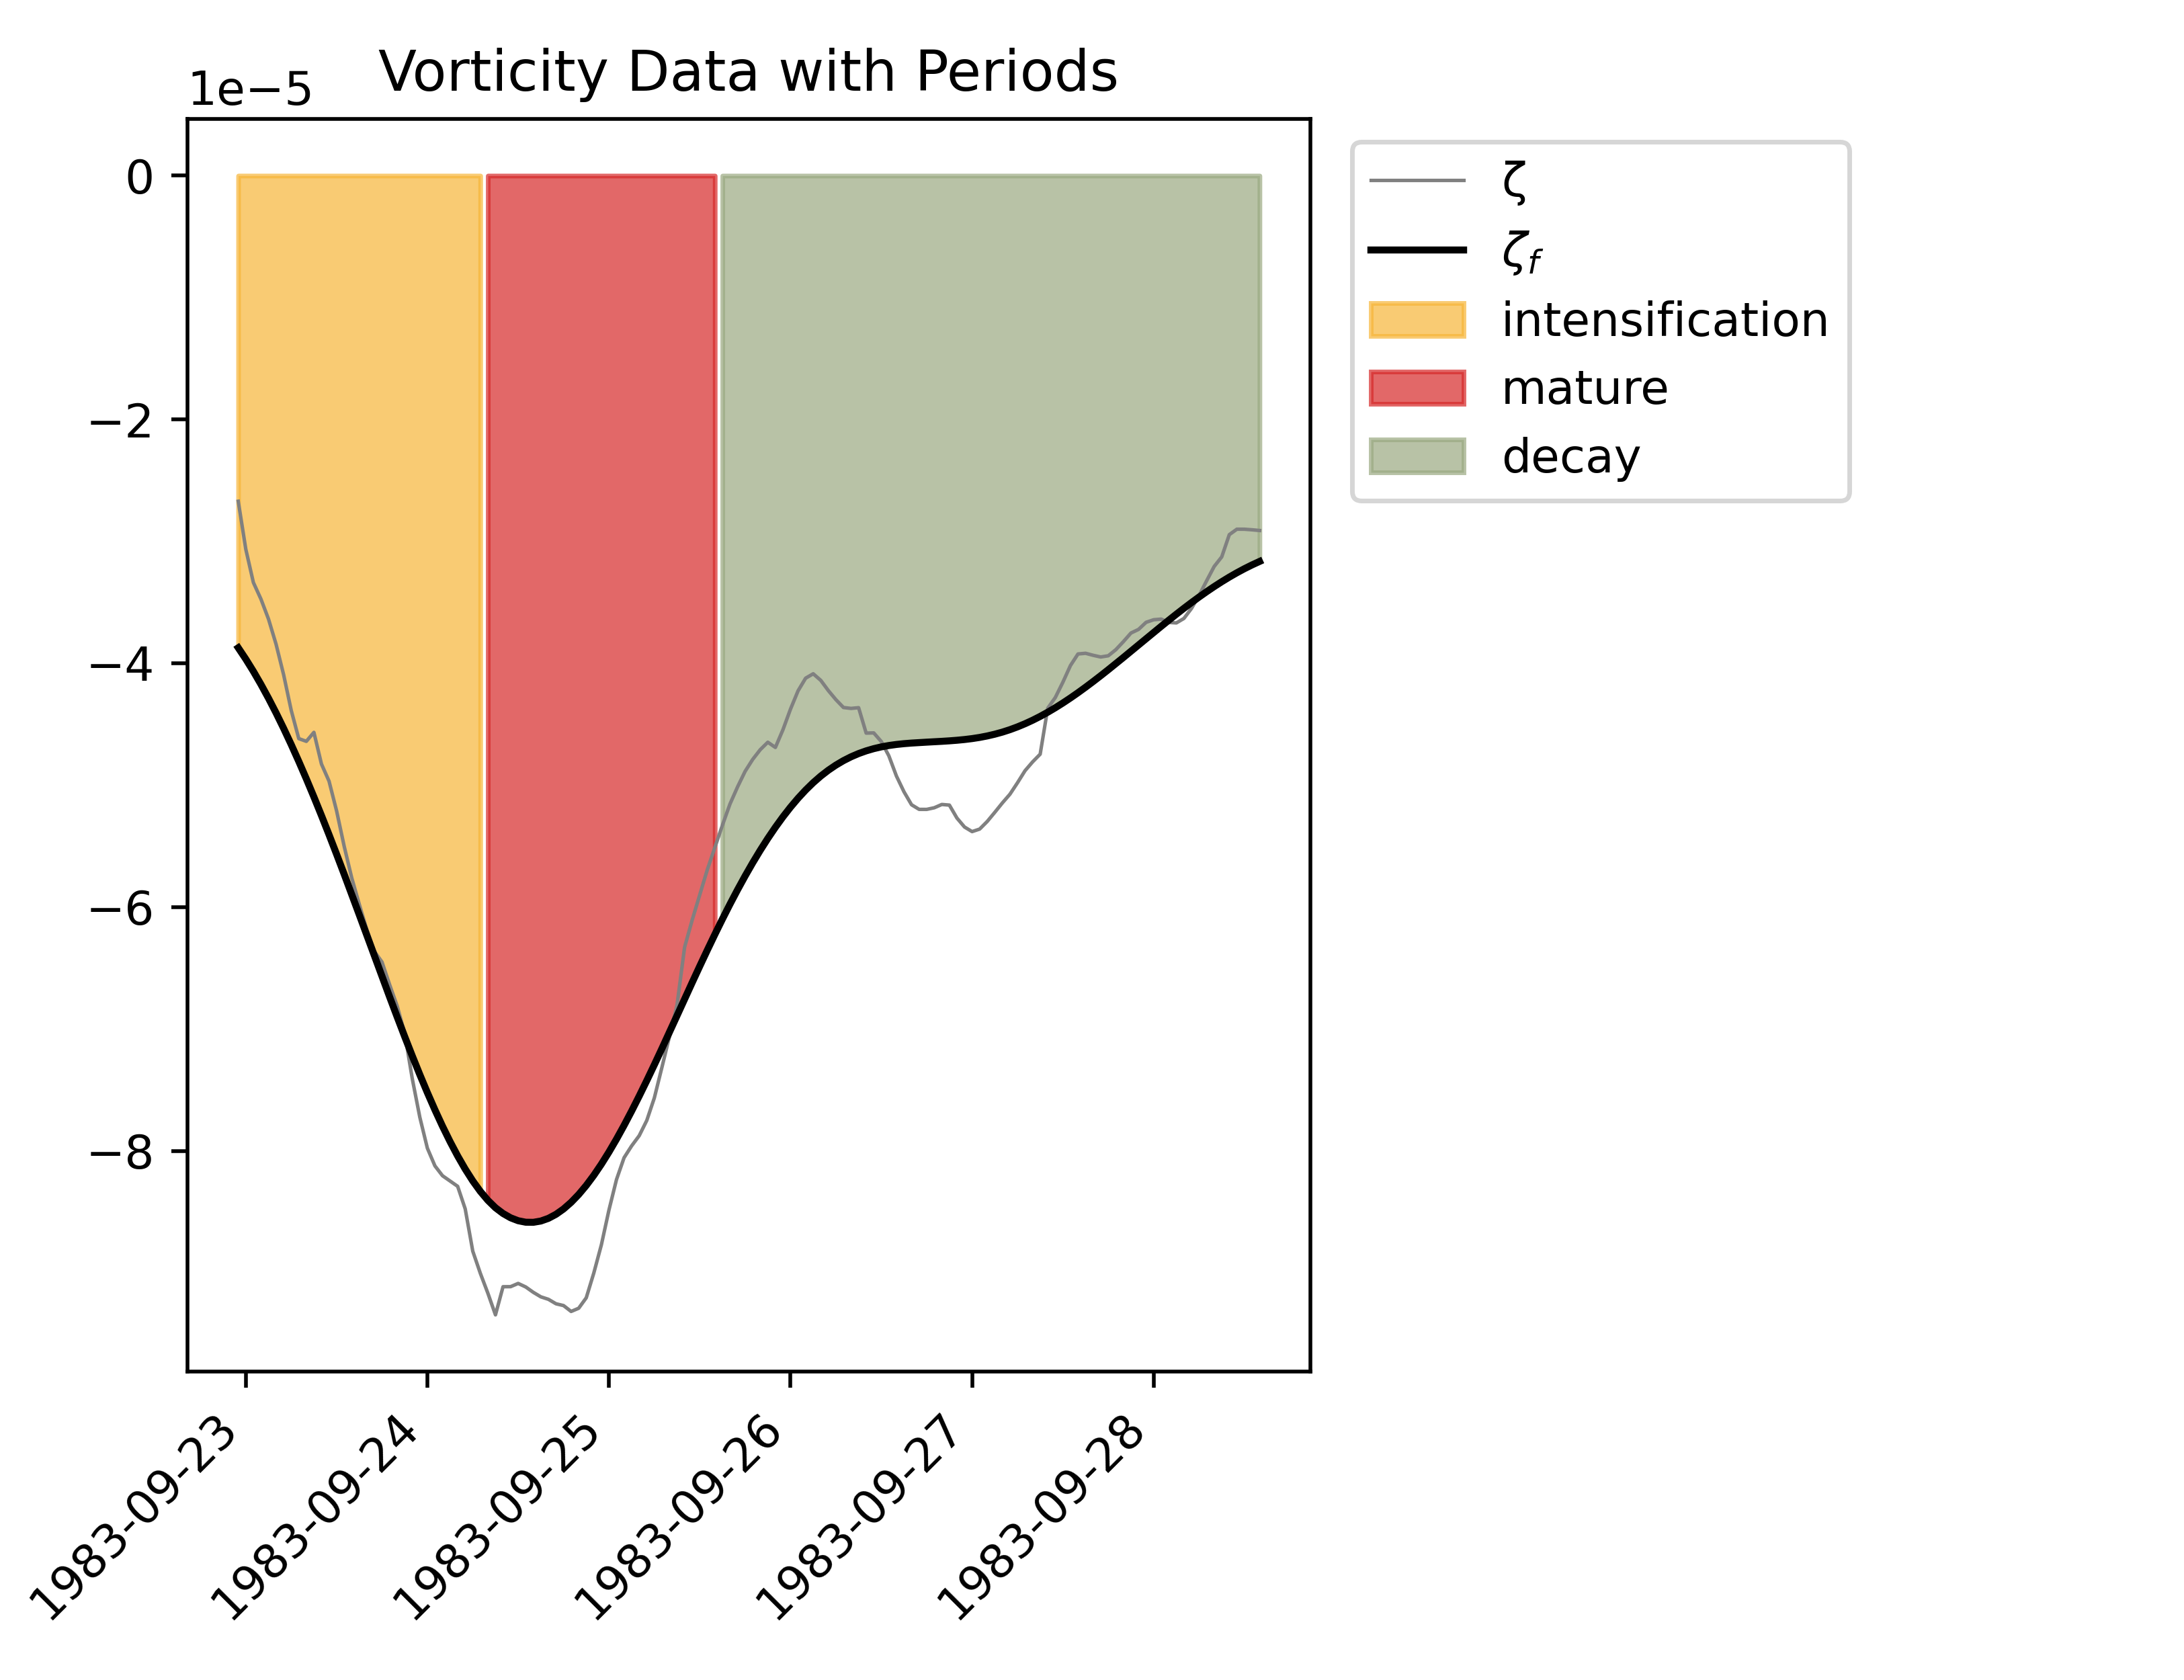 Vorticity Data with Periods
1e−5
0
−2
−4
−6
−8
1983-09-23
1983-09-24
1983-09-25
1983-09-26
1983-09-27
1983-09-28
ζ
ζf
intensification
mature
decay